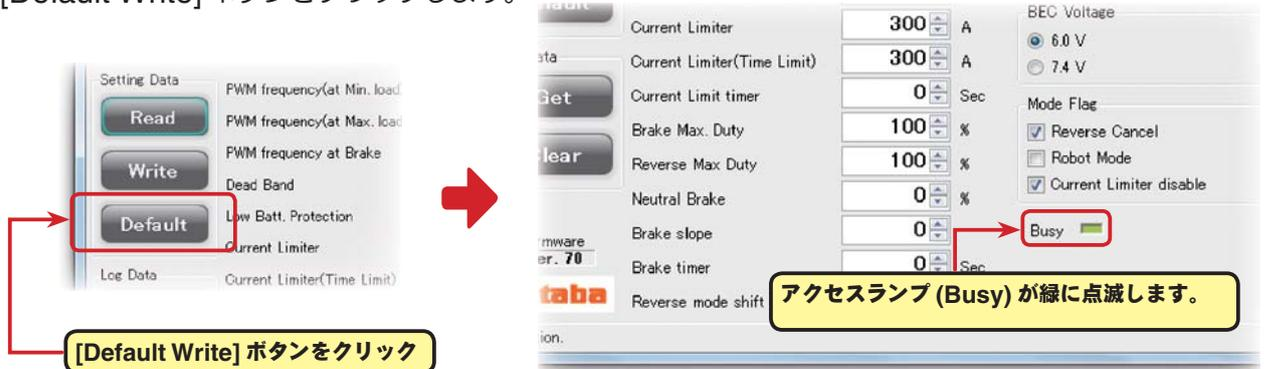 [Default Write] ボタンをクリックします。
Setting Data
Read
Write
Default
Log Data
PWM frequency(at Min. load
PWM frequency(at Max. load
PWM frequency at Brake
Dead Band
Low Batt. Protection
Current Limiter
Current Limiter(Time Limit)
[Default Write] ボタンをクリック
Current Limiter 300 A
Current Limiter(Time Limit) 300 A
Current Limit timer 0 Sec
Brake Max. Duty 100 %
Reverse Max Duty 100 %
Neutral Brake 0 %
Brake slope 0
Brake timer 0 Sec
Reverse mode shift
ata
Get
lear
rmware
er. 70
taba
ion.
BEC Voltage
6.0 V
7.4 V
Mode Flag
Reverse Cancel
Robot Mode
Current Limiter disable
Busy
アクセスランプ (Busy) が緑に点滅します。